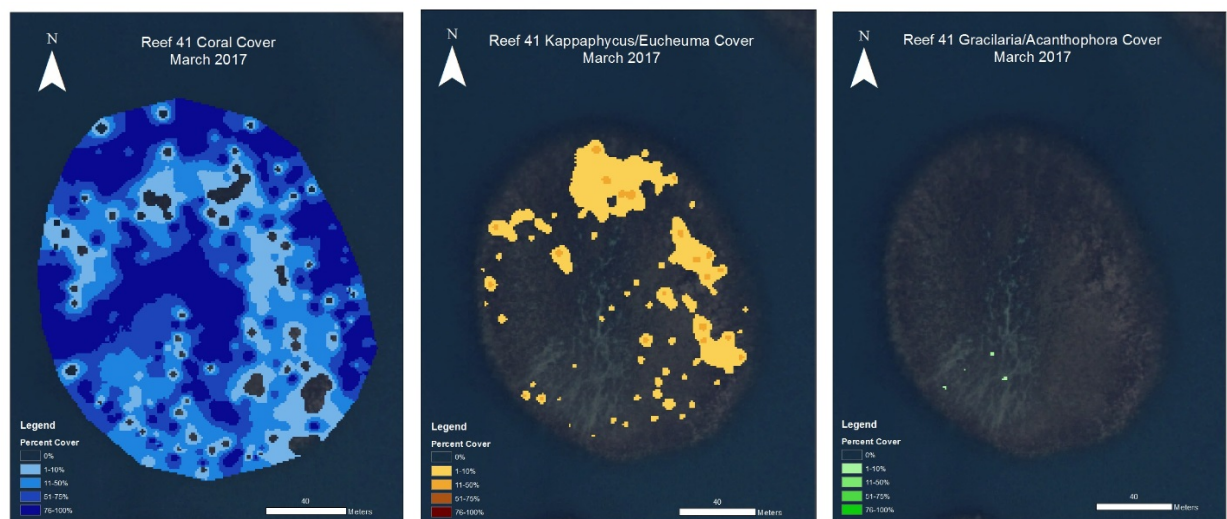 N
Reef 41 Coral Cover
March 2017
Legend
Percent Cover
0%
1-10%
11-50%
51-75%
76-100%
40
Meters
N
Reef 41 Kappaphycus/Eucheuma Cover
March 2017
Legend
Percent Cover
0%
1-10%
11-50%
51-75%
76-100%
40
Meters
N
Reef 41 Gracilaria/Acanthophora Cover
March 2017
Legend
Percent Cover
0%
1-10%
11-50%
51-75%
76-100%
40
Meters